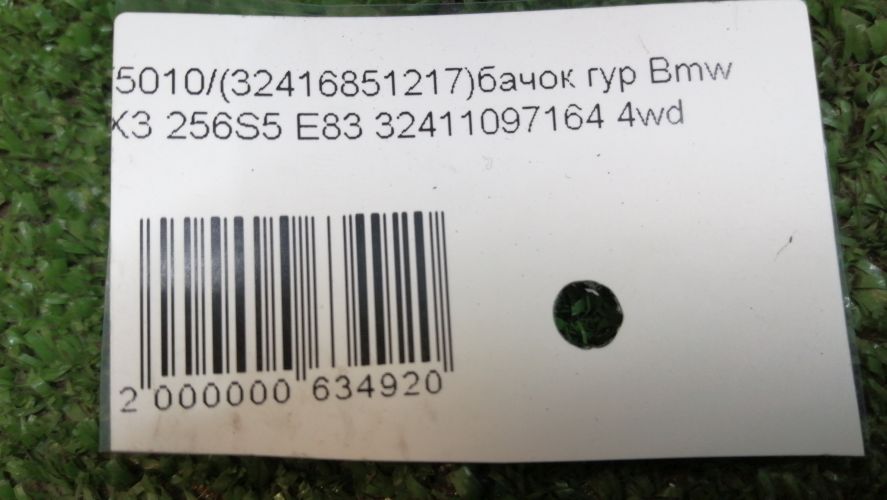 5010/(32416851217)бачок гур Bmw
X3 256S5 E83 32411097164 4wd
2 000000 634920